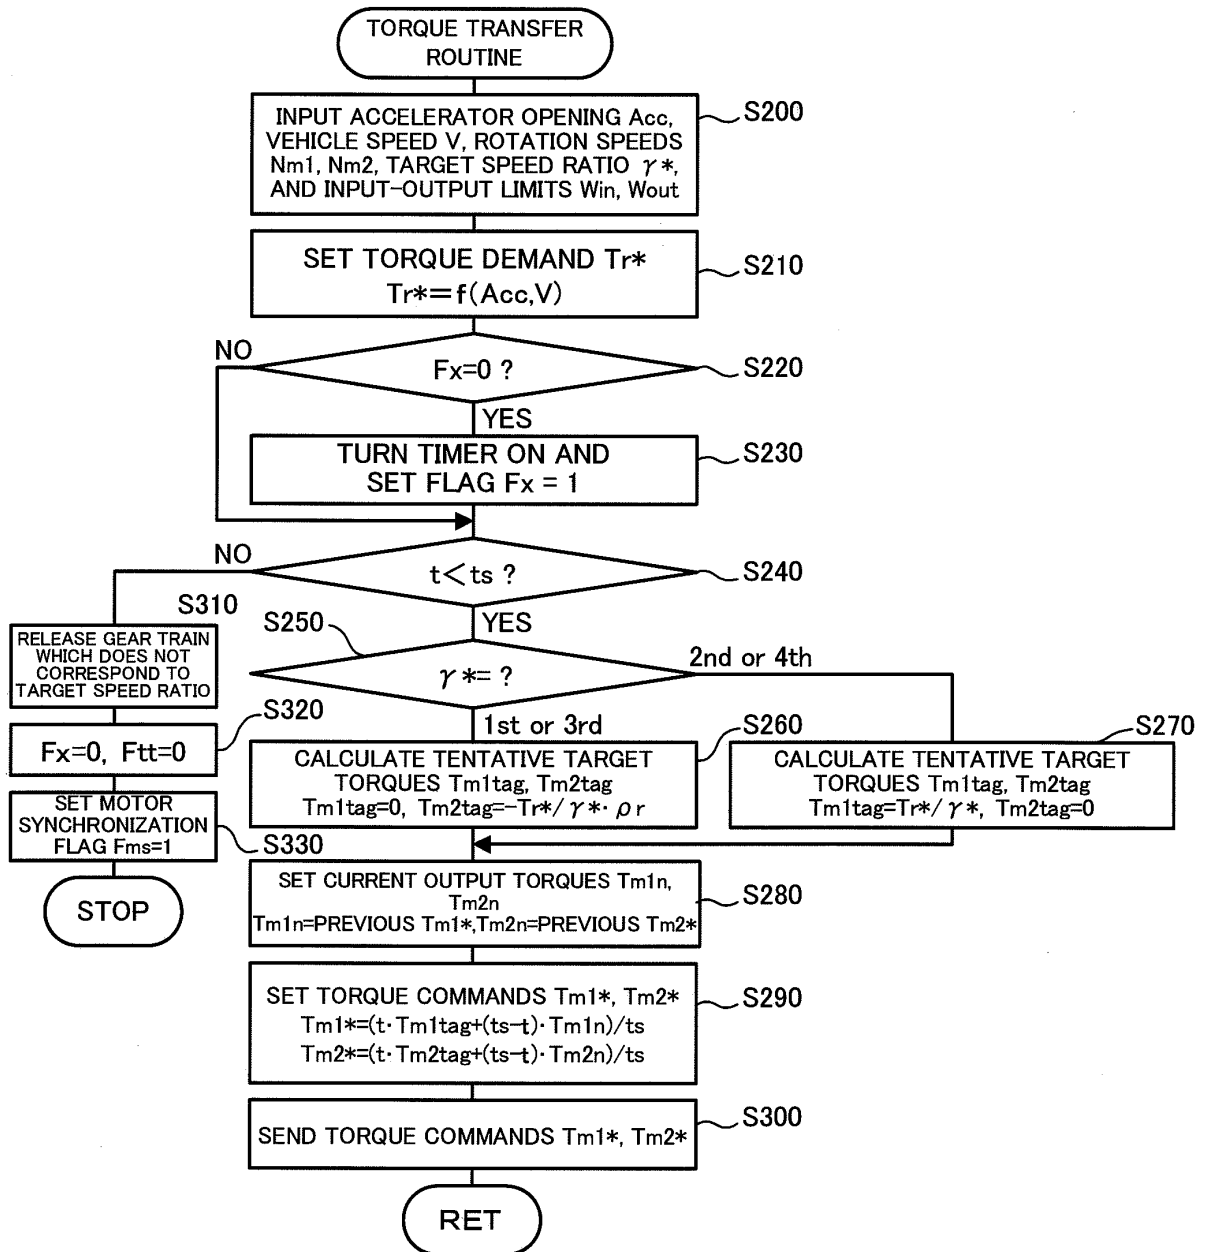 TORQUE TRANSFER
ROUTINE
INPUT ACCELERATOR OPENING Acc,
VEHICLE SPEED V, ROTATION SPEEDS
Nm1, Nm2, TARGET SPEED RATIO γ*,
AND INPUT-OUTPUT LIMITS Win, Wout
S200
SET TORQUE DEMAND Tr*
Tr*=f(Acc,V)
S210
NO
Fx=0 ?
S220
YES
TURN TIMER ON AND
SET FLAG Fx = 1
S230
NO
t<ts ?
S240
YES
S310
RELEASE GEAR TRAIN
WHICH DOES NOT
CORRESPOND TO
TARGET SPEED RATIO
S250
γ*= ?
2nd or 4th
1st or 3rd
S320
Fx=0, Ftt=0
S260
CALCULATE TENTATIVE TARGET
TORQUES Tm1tag, Tm2tag
Tm1tag=0, Tm2tag=-Tr*/γ*·ρr
S270
CALCULATE TENTATIVE TARGET
TORQUES Tm1tag, Tm2tag
Tm1tag=Tr*/γ*, Tm2tag=0
SET MOTOR
SYNCHRONIZATION
FLAG Fms=1
S330
STOP
SET CURRENT OUTPUT TORQUES Tm1n,
Tm2n
Tm1n=PREVIOUS Tm1*,Tm2n=PREVIOUS Tm2*
S280
SET TORQUE COMMANDS Tm1*, Tm2*
Tm1*=(t·Tm1tag+(ts-t)·Tm1n)/ts
Tm2*=(t·Tm2tag+(ts-t)·Tm2n)/ts
S290
SEND TORQUE COMMANDS Tm1*, Tm2*
S300
RET